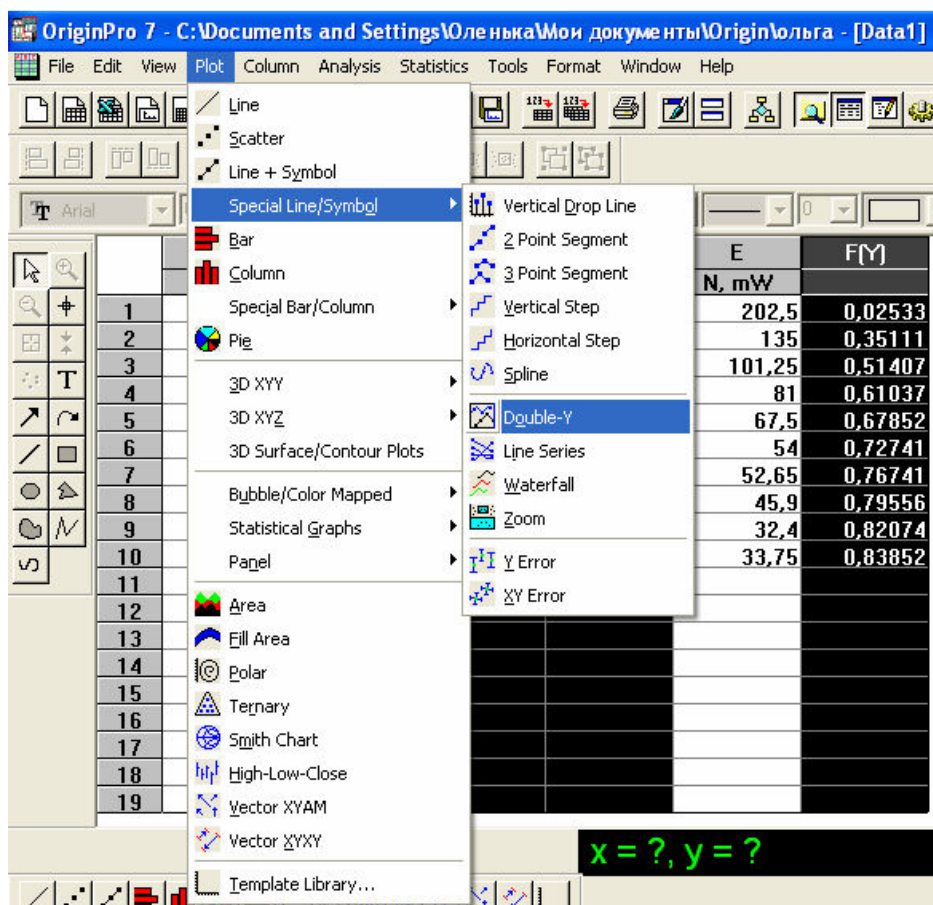 OriginPro 7 - C:\Documents and Settings\Оленька\Мои документы\Origin\ольга - [Data1]
File Edit View Plot Column Analysis Statistics Tools Format Window Help
Arial
0
Line
Scatter
Line + Symbol
Special Line/Symbol
Bar
Column
Special Bar/Column
Pie
3D XYY
3D XYZ
3D Surface/Contour Plots
Bubble/Color Mapped
Statistical Graphs
Panel
Area
Fill Area
Polar
Ternary
Smith Chart
High-Low-Close
Vector XYAM
Vector XYXY
Template Library...
Vertical Drop Line
2 Point Segment
3 Point Segment
Vertical Step
Horizontal Step
Spline
Double-Y
Line Series
Waterfall
Zoom
Y Error
XY Error
E F(Y)
N, mW
1 202,5 0,02533
2 135 0,35111
3 101,25 0,51407
4 81 0,61037
5 67,5 0,67852
6 54 0,72741
7 52,65 0,76741
8 45,9 0,79556
9 32,4 0,82074
10 33,75 0,83852
11
12
13
14
15
16
17
18
19
x = ?, y = ?